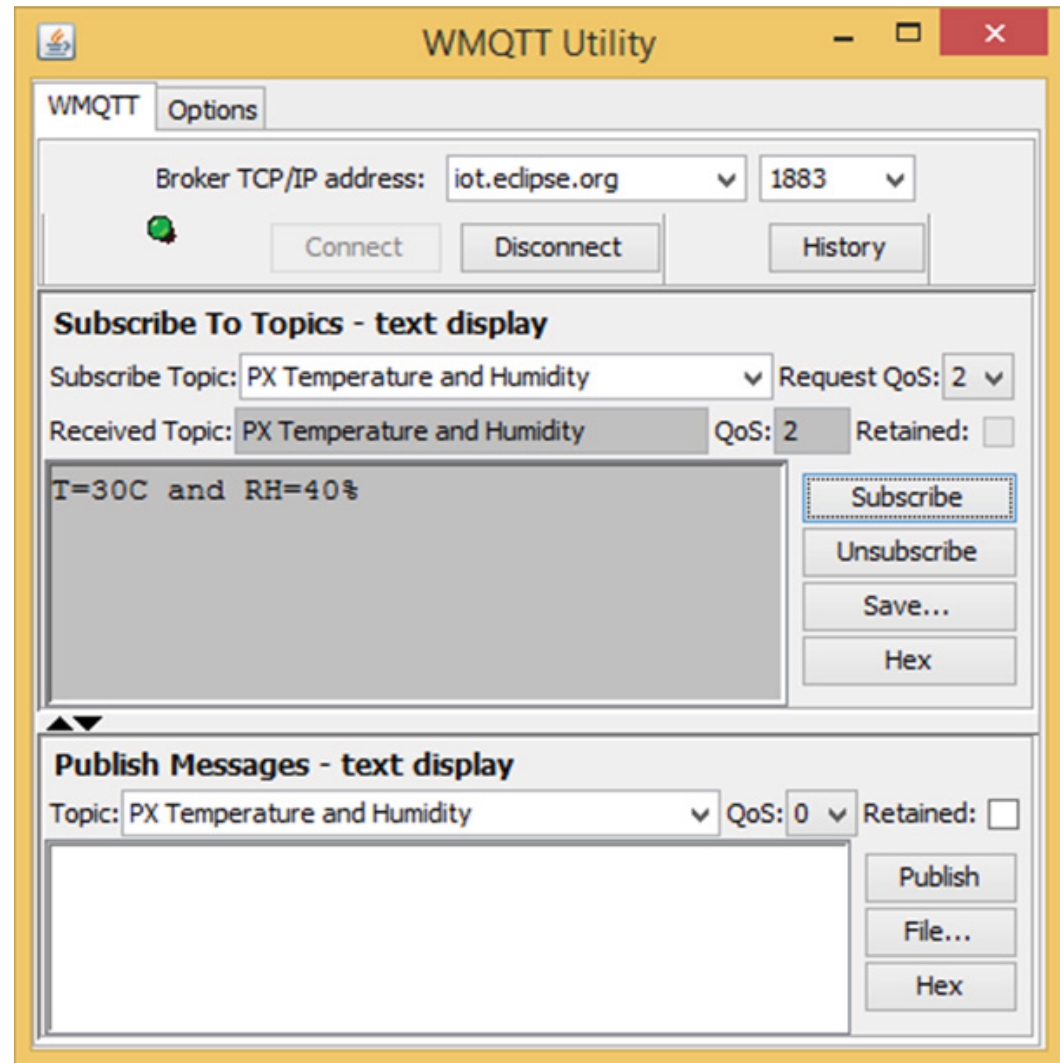 WMQTT Utility
WMQTT Options
Broker TCP/IP address: iot.eclipse.org 1883
Connect Disconnect History
Subscribe To Topics - text display
Subscribe Topic: PX Temperature and Humidity Request QoS: 2
Received Topic: PX Temperature and Humidity QoS: 2 Retained:
T=30C and RH=40%
Subscribe
Unsubscribe
Save...
Hex
Publish Messages - text display
Topic: PX Temperature and Humidity QoS: 0 Retained:
Publish
File...
Hex